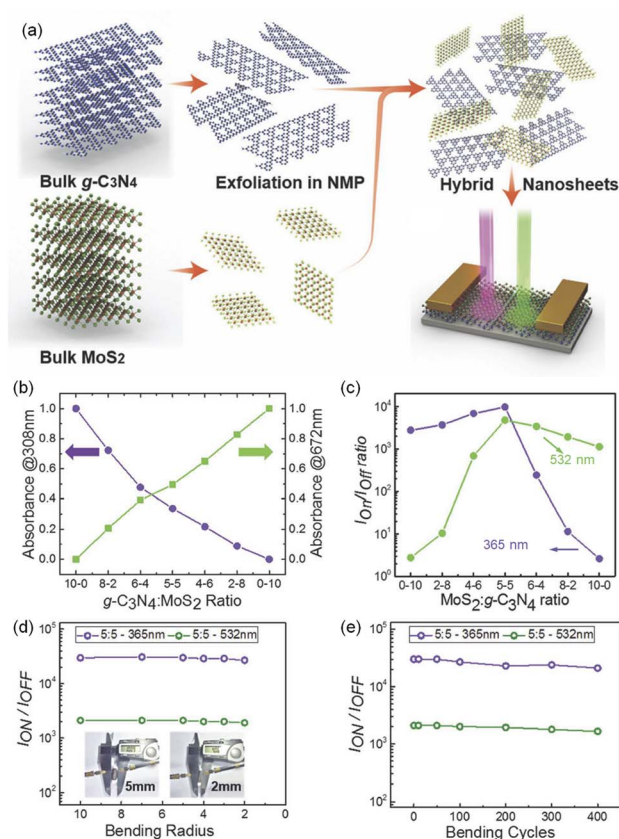 (a)
Bulk g-C3N4
Exfoliation in NMP
Hybrid Nanosheets
Bulk MoS2
(b)
1.0
0.8
0.6
0.4
0.2
0.0
Absorbance @308nm
1.0
0.8
0.6
0.4
0.2
0.0
Absorbance @672nm
10-0 8-2 6-4 5-5 4-6 2-8 0-10
g-C3N4:MoS2 Ratio
(c)
10^4
10^3
10^2
10^1
10^0
IOn/IOff ratio
532 nm
365 nm
0-10 2-8 4-6 5-5 6-4 8-2 10-0
MoS2:g-C3N4 ratio
(d)
10^5
10^4
10^3
10^2
ION / IOFF
5:5 - 365nm 5:5 - 532nm
5mm 2mm
10 8 6 4 2 0
Bending Radius
(e)
10^5
10^4
10^3
10^2
ION / IOFF
5:5 - 365nm 5:5 - 532nm
0 100 200 300 400
Bending Cycles